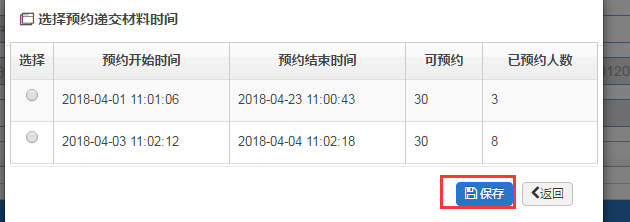 选择预约递交材料时间
选择 预约开始时间 预约结束时间 可预约 已预约人数
2018-04-01 11:01:06 2018-04-23 11:00:43 30 3
2018-04-03 11:02:12 2018-04-04 11:02:18 30 8
保存 返回